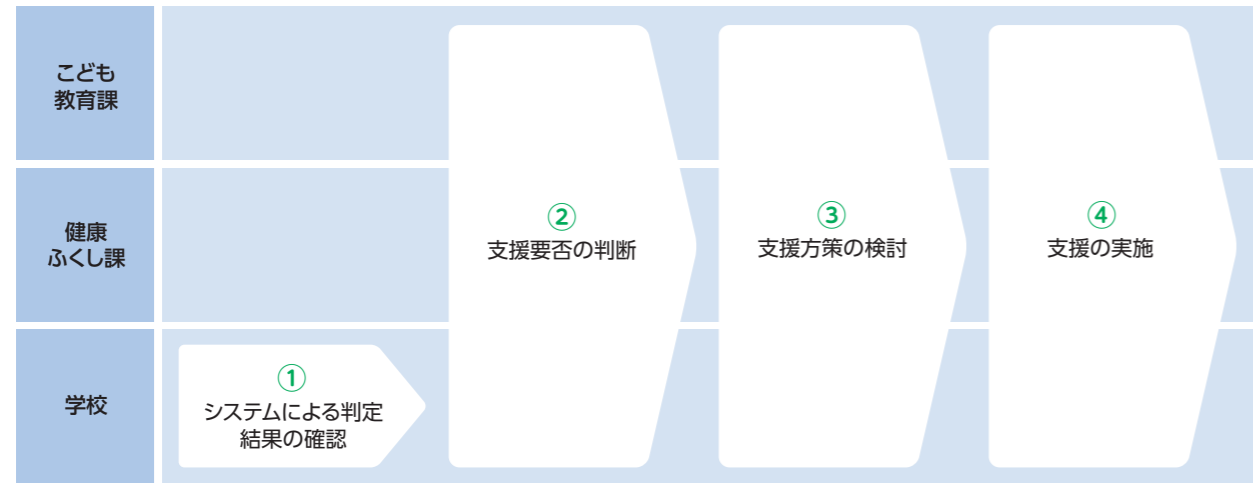 こども
教育課
健康
ふくし課
学校
①
システムによる判定
結果の確認
②
支援要否の判断
③
支援方策の検討
④
支援の実施